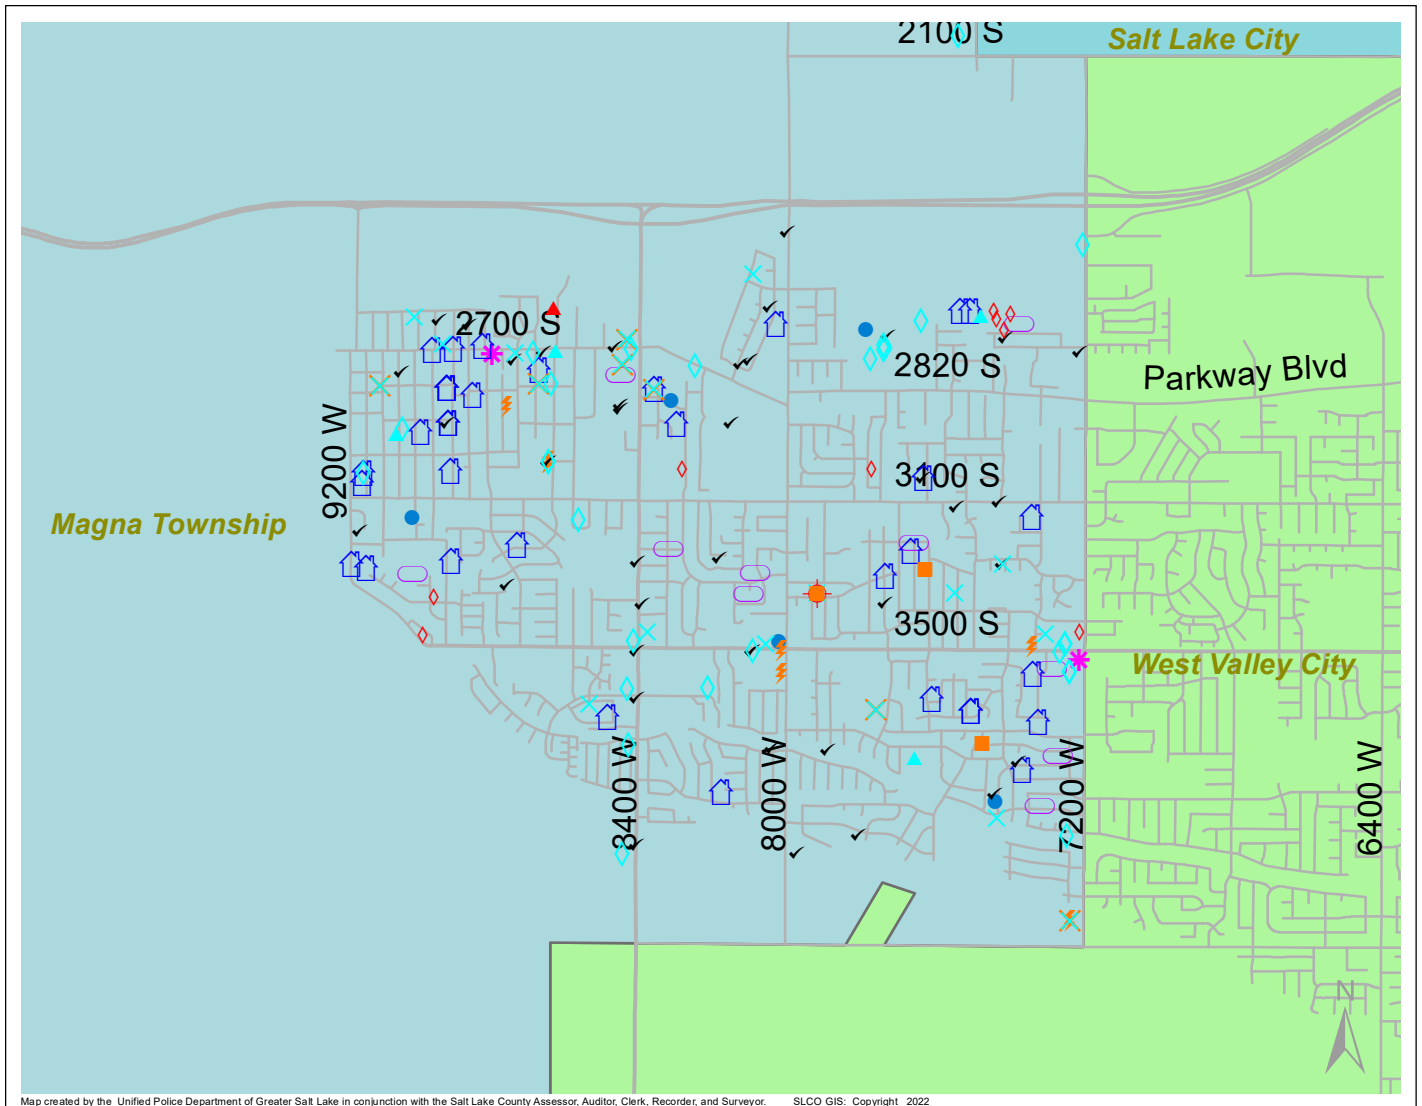 2100 S
Salt Lake City
2700 S
2820 S
Parkway Blvd
9200 W
3100 S
Magna Township
3500 S
West Valley City
8400 W
8000 W
7200 W
6400 W
N
Map created by the Unified Police Department of Greater Salt Lake in conjunction with the Salt Lake County Assessor, Auditor, Clerk, Recorder, and Surveyor. SLCO GIS: Copyright 2022